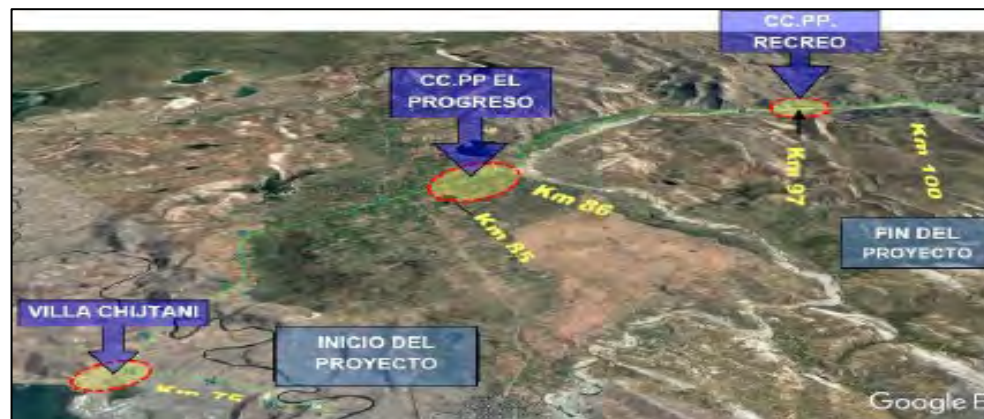 CC.PP.
RECREO
CC.PP EL
PROGRESO
Km 86
Km 85
Km 97
Km 100
FIN DEL
PROYECTO
VILLA CHIJTANI
INICIO DEL
PROYECTO
Km 76
Google E